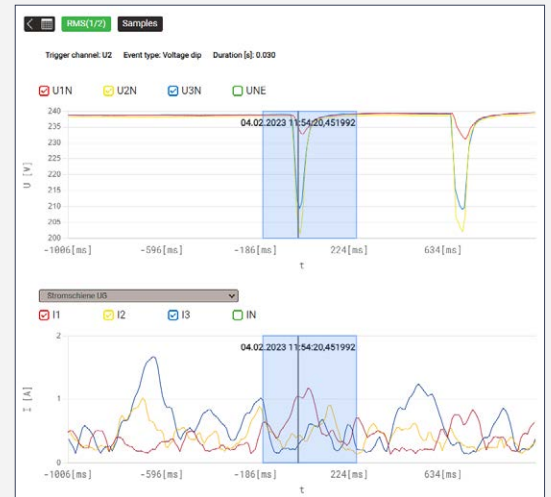 RMS(1/2) Samples
Trigger channel: U2 Event type: Voltage dip Duration [s]: 0.030
U1N U2N U3N UNE
240
04.02.2023 11:54:20,451992
235
230
225
220
215
210
205
200
U [V]
-1006[ms] -596[ms] -186[ms] 224[ms] 634[ms]
t
Stromschiene UG
I1 I2 I3 IN
2
04.02.2023 11:54:20,451992
1
0
I [A]
-1006[ms] -596[ms] -186[ms] 224[ms] 634[ms]
t